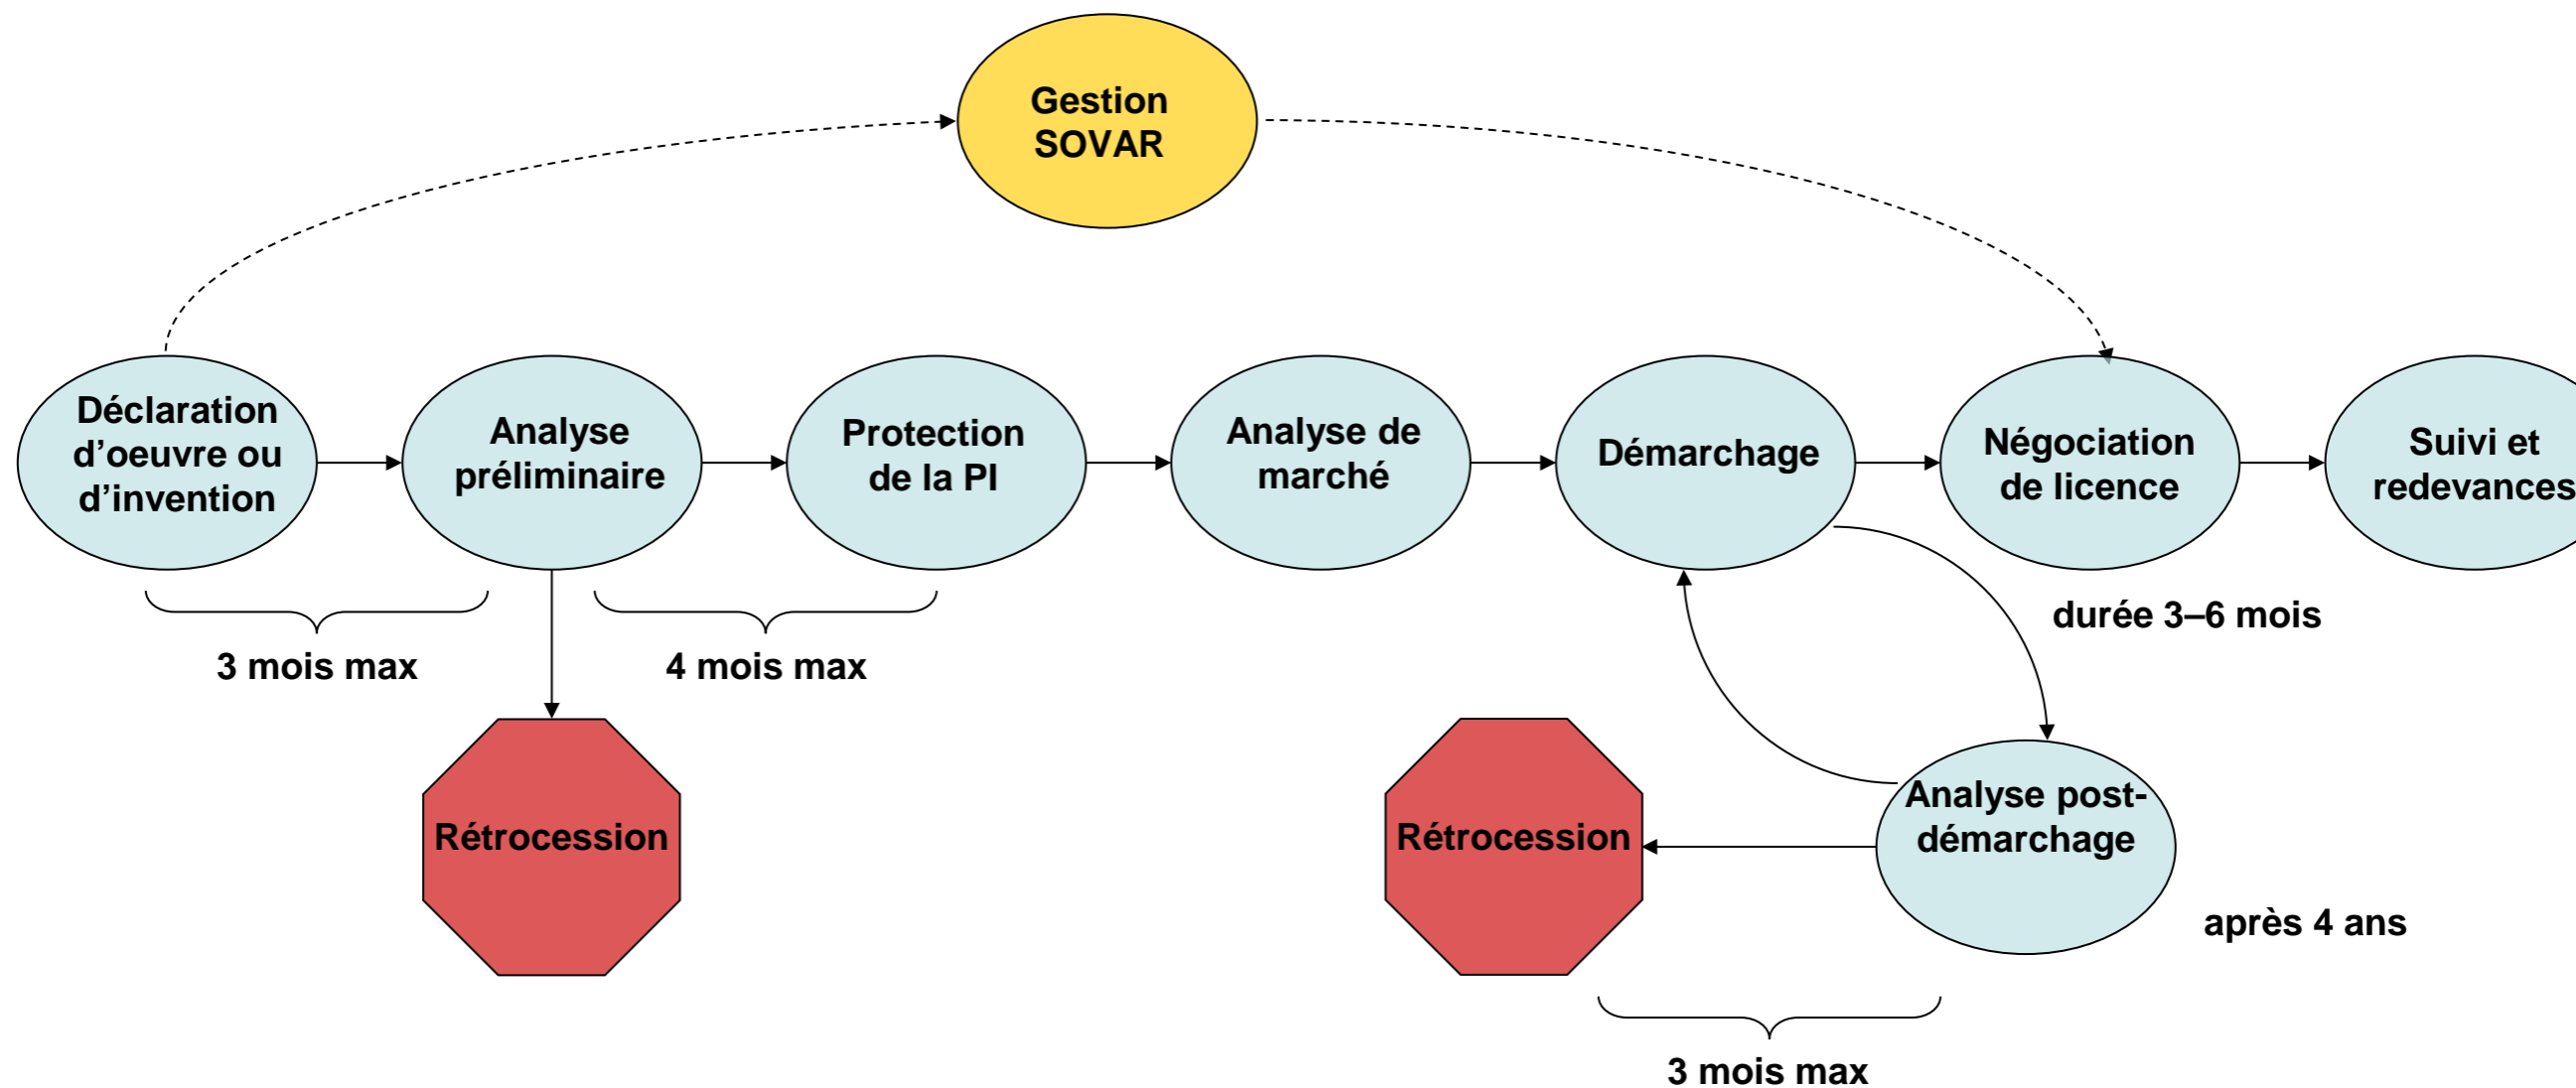 Gestion
SOVAR
Déclaration
d’oeuvre ou
d’invention
Analyse
préliminaire
Protection
de la PI
Analyse de
marché
Démarchage
Négociation
de licence
Suivi et
redevances
durée 3–6 mois
3 mois max
4 mois max
Rétrocession
Rétrocession
Analyse post-
démarchage
après 4 ans
3 mois max